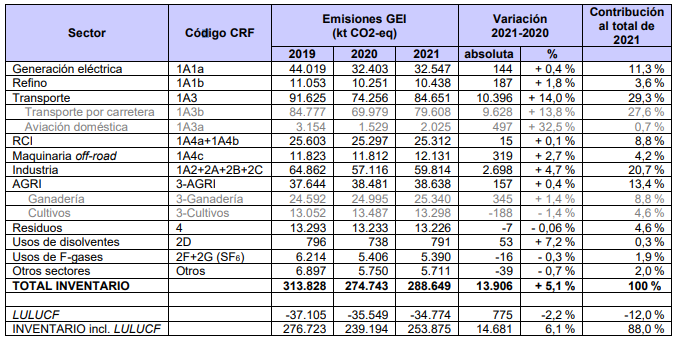 Sector Código CRF Emisiones GEI (kt CO2-eq) Variación 2021-2020 Contribución al total de 2021
2019 2020 2021 absoluta %
Generación eléctrica 1A1a 44.019 32.403 32.547 144 + 0,4 % 11,3 %
Refino 1A1b 11.053 10.251 10.438 187 + 1,8 % 3,6 %
Transporte 1A3 91.625 74.256 84.651 10.396 + 14,0 % 29,3 %
Transporte por carretera 1A3b 84.777 69.979 79.608 9.628 + 13,8 % 27,6 %
Aviación doméstica 1A3a 3.154 1.529 2.025 497 + 32,5 % 0,7 %
RCI 1A4a+1A4b 25.603 25.297 25.312 15 + 0,1 % 8,8 %
Maquinaria off-road 1A4c 11.823 11.812 12.131 319 + 2,7 % 4,2 %
Industria 1A2+2A+2B+2C 64.862 57.116 59.814 2.698 + 4,7 % 20,7 %
AGRI 3-AGRI 37.644 38.481 38.638 157 + 0,4 % 13,4 %
Ganadería 3-Ganadería 24.592 24.995 25.340 345 + 1,4 % 8,8 %
Cultivos 3-Cultivos 13.052 13.487 13.298 -188 - 1,4 % 4,6 %
Residuos 4 13.293 13.233 13.226 -7 - 0,06 % 4,6 %
Usos de disolventes 2D 796 738 791 53 + 7,2 % 0,3 %
Usos de F-gases 2F+2G (SF₆) 6.214 5.406 5.390 -16 - 0,3 % 1,9 %
Otros sectores Otros 6.897 5.750 5.711 -39 - 0,7 % 2,0 %
TOTAL INVENTARIO 313.828 274.743 288.649 13.906 + 5,1 % 100 %
LULUCF -37.105 -35.549 -34.774 775 -2,2 % -12,0 %
INVENTARIO incl. LULUCF 276.723 239.194 253.875 14.681 6,1 % 88,0 %